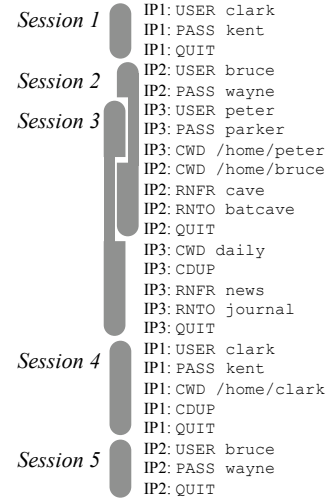 Session 1
IP1: USER clark
IP1: PASS kent
IP1: QUIT
Session 2
IP2: USER bruce
IP2: PASS wayne
Session 3
IP3: USER peter
IP3: PASS parker
IP3: CWD /home/peter
IP2: CWD /home/bruce
IP2: RNFR cave
IP2: RNTO batcave
IP2: QUIT
IP3: CWD daily
IP3: CDUP
IP3: RNFR news
IP3: RNTO journal
IP3: QUIT
Session 4
IP1: USER clark
IP1: PASS kent
IP1: CWD /home/clark
IP1: CDUP
IP1: QUIT
Session 5
IP2: USER bruce
IP2: PASS wayne
IP2: QUIT